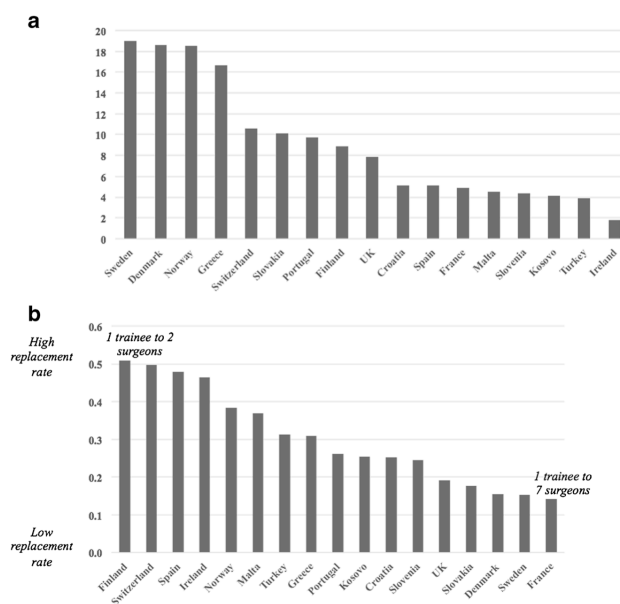 a
20
18
16
14
12
10
8
6
4
2
0
Sweden
Denmark
Norway
Greece
Switzerland
Slovakia
Portugal
Finland
UK
Croatia
Spain
France
Malta
Slovenia
Kosovo
Turkey
Ireland
b
High
replacement
rate
Low
replacement
rate
0.6
0.5
0.4
0.3
0.2
0.1
0.0
1 trainee to 2
surgeons
1 trainee to
7 surgeons
Finland
Switzerland
Spain
Ireland
Norway
Malta
Turkey
Greece
Portugal
Kosovo
Croatia
Slovenia
UK
Slovakia
Denmark
Sweden
France